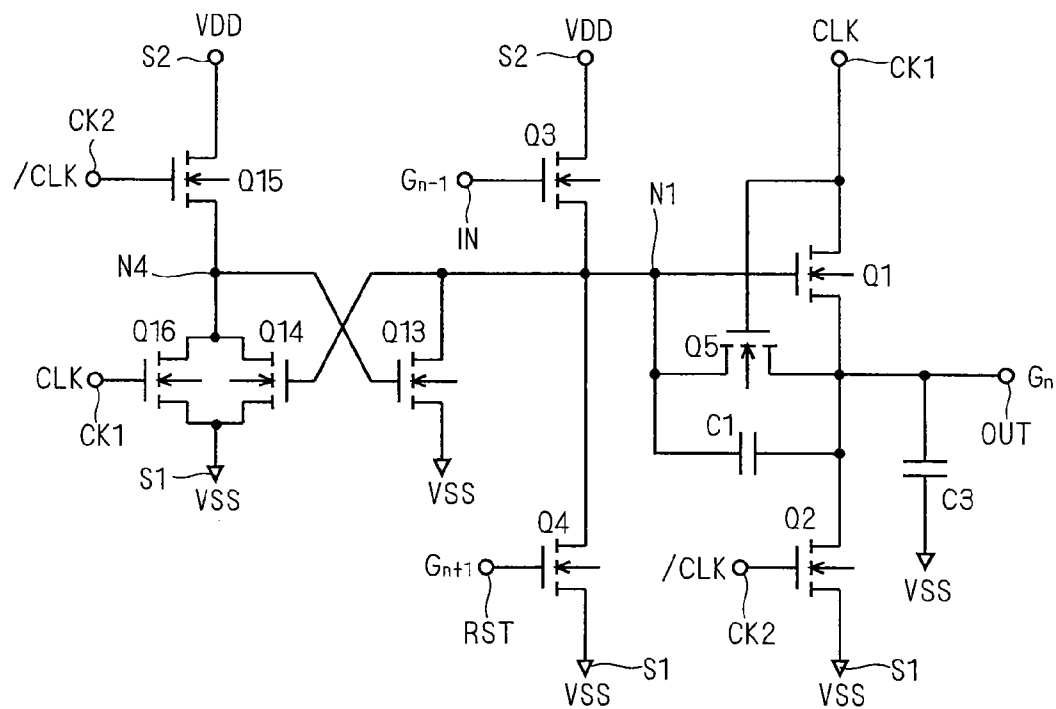 VDD
S2
VDD
S2
CLK
CK1
CK2
/CLK
Q15
Q3
Gn-1
IN
N1
N4
Q1
Q16
Q14
Q13
Q5
CLK
CK1
Gn
OUT
C1
C3
S1
VSS
VSS
Q4
Q2
Gn+1
RST
/CLK
CK2
VSS
S1
VSS
S1
VSS